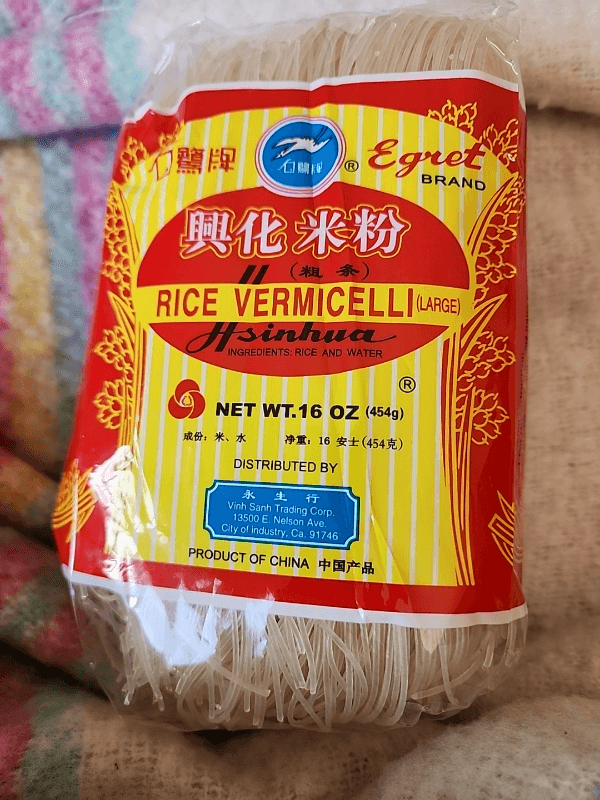 白鷺牌
白鷺牌
®
Egret
BRAND
興化米粉
(粗条)
RICE VERMICELLI (LARGE)
Hsinhua
INGREDIENTS: RICE AND WATER
®
NET WT.16 OZ (454g)
成份: 米、水 净重: 16 安士(454克)
DISTRIBUTED BY
永生行
Vinh Sanh Trading Corp.
13500 E. Nelson Ave.
City of industry, Ca. 91746
PRODUCT OF CHINA 中国产品